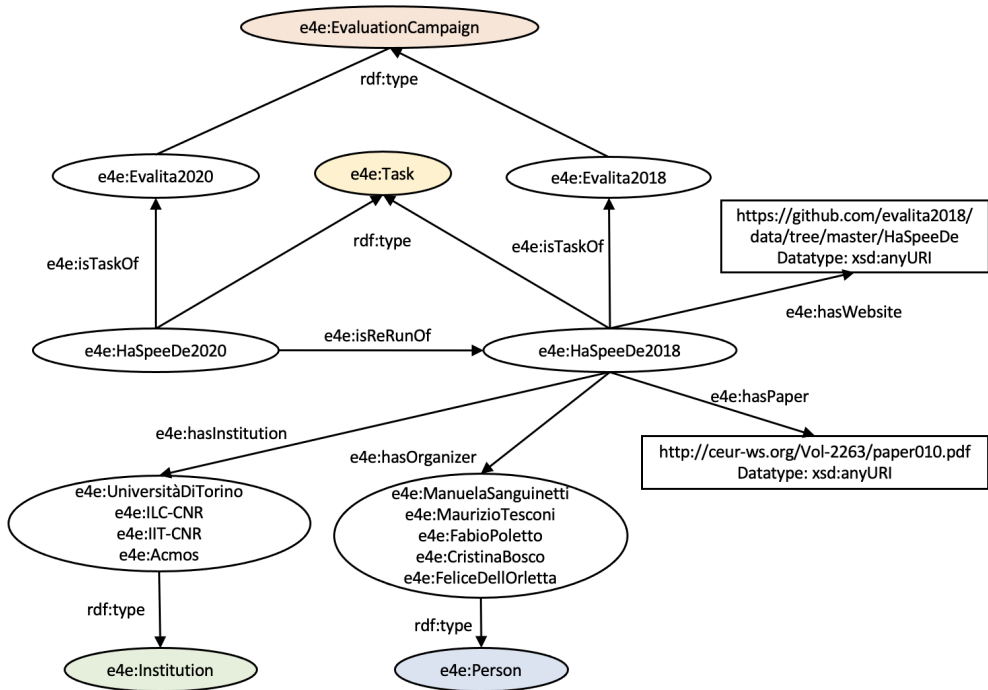 e4e:EvaluationCampaign
rdf:type
e4e:Evalita2020
e4e:Task
e4e:Evalita2018
https://github.com/evalita2018/
data/tree/master/HaSpeeDe
Datatype: xsd:anyURI
e4e:isTaskOf
rdf:type
e4e:isTaskOf
e4e:hasWebsite
e4e:HaSpeeDe2020
e4e:isReRunOf
e4e:HaSpeeDe2018
e4e:hasPaper
e4e:hasInstitution
e4e:hasOrganizer
http://ceur-ws.org/Vol-2263/paper010.pdf
Datatype: xsd:anyURI
e4e:UniversitàDiTorino
e4e:ILC-CNR
e4e:IIT-CNR
e4e:Acmos
e4e:ManuelaSanguinetti
e4e:MaurizioTesconi
e4e:FabioPoletto
e4e:CristinaBosco
e4e:FeliceDellOrletta
rdf:type
rdf:type
e4e:Institution
e4e:Person